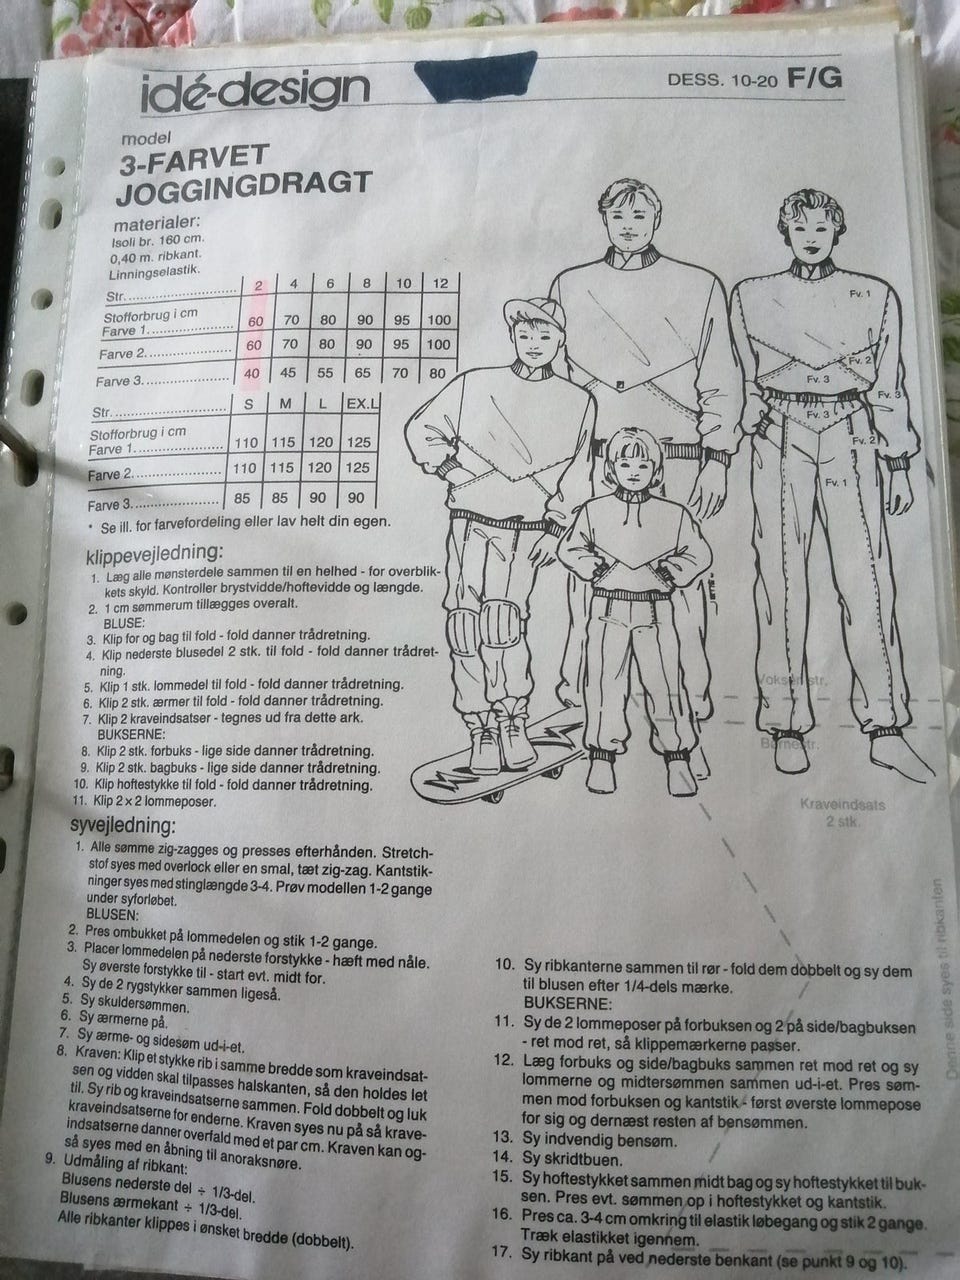 idé-design
DESS. 10-20 F/G
model
3-FARVET
JOGGINGDRAGT
materialer:
Isoli br. 160 cm.
0,40 m. ribkant.
Linningselastik.
Str. 2 4 6 8 10 12
Stofforbrug i cm
Farve 1. 60 70 80 90 95 100
Farve 2. 60 70 80 90 95 100
Farve 3. 40 45 55 65 70 80
Str. S M L EX.L
Stofforbrug i cm
Farve 1. 110 115 120 125
Farve 2. 110 115 120 125
Farve 3. 85 85 90 90
* Se ill. for farvefordeling eller lav helt din egen.
klippevejledning:
1. Læg alle mønsterdele sammen til en helhed - for overblik-
kets skyld. Kontroller brystvidde/hoftevidde og længde.
2. 1 cm sømmerum tillægges overalt.
BLUSE:
3. Klip for og bag til fold - fold danner trådretning.
4. Klip nederste blusedel 2 stk. til fold - fold danner trådret-
ning.
5. Klip 1 stk. lommedel til fold - fold danner trådretning.
6. Klip 2 stk. ærmer til fold - fold danner trådretning.
7. Klip 2 kraveindsatser - tegnes ud fra dette ark.
BUKSERNE:
8. Klip 2 stk. forbuks - lige side danner trådretning.
9. Klip 2 stk. bagbuks - lige side danner trådretning.
10. Klip hoftestykke til fold - fold danner trådretning.
11. Klip 2 x 2 lommeposer.
syvejledning:
1. Alle sømme zig-zagges og presses efterhånden. Stretch-
stof syes med overlock eller en smal, tæt zig-zag. Kantstik-
ninger syes med stinglængde 3-4. Prøv modellen 1-2 gange
under syforløbet.
BLUSEN:
2. Pres ombukket på lommedelen og stik 1-2 gange.
3. Placer lommedelen på nederste forstykke - hæft med nåle.
Sy øverste forstykke til - start evt. midt for.
4. Sy de 2 rygstykker sammen ligeså.
5. Sy skuldersømmen.
6. Sy ærmerne på.
7. Sy ærme- og sidesøm ud-i-et.
8. Kraven: Klip et stykke rib i samme bredde som kraveindsat-
sen og vidden skal tilpasses halskanten, så den holdes let
til. Sy rib og kraveindsatserne sammen. Fold dobbelt og luk
kraveindsatserne for enderne. Kraven syes nu på så krave-
indsatserne danner overfald med et par cm. Kraven kan og-
så syes med en åbning til anoraksnøre.
9. Udmåling af ribkant:
Blusens nederste del ÷ 1/3-del.
Blusens ærmekant ÷ 1/3-del.
Alle ribkanter klippes i ønsket bredde (dobbelt).
10. Sy ribkanterne sammen til rør - fold dem dobbelt og sy dem
til blusen efter 1/4-dels mærke.
BUKSERNE:
11. Sy de 2 lommeposer på forbuksen og 2 på side/bagbuksen
- ret mod ret, så klippemærkerne passer.
12. Læg forbuks og side/bagbuks sammen ret mod ret og sy
lommerne og midtersømmen sammen ud-i-et. Pres søm-
men mod forbuksen og kantstik - først øverste lommepose
for sig og dernæst resten af bensømmen.
13. Sy indvendig bensøm.
14. Sy skridtbuen.
15. Sy hoftestykket sammen midt bag og sy hoftestykket til buk-
sen. Pres evt. sømmen op i hoftestykket og kantstik.
16. Pres ca. 3-4 cm omkring til elastik løbegang og stik 2 gange.
Træk elastikket igennem.
17. Sy ribkant på ved nederste benkant (se punkt 9 og 10).
Fv. 1
Fv. 2
Fv. 3
Fv. 3
Fv. 3
Fv. 2
Fv. 1
Voksenstr.
Børnestr.
Kraveindsats
2 stk.
Denne side syes til ribkanten